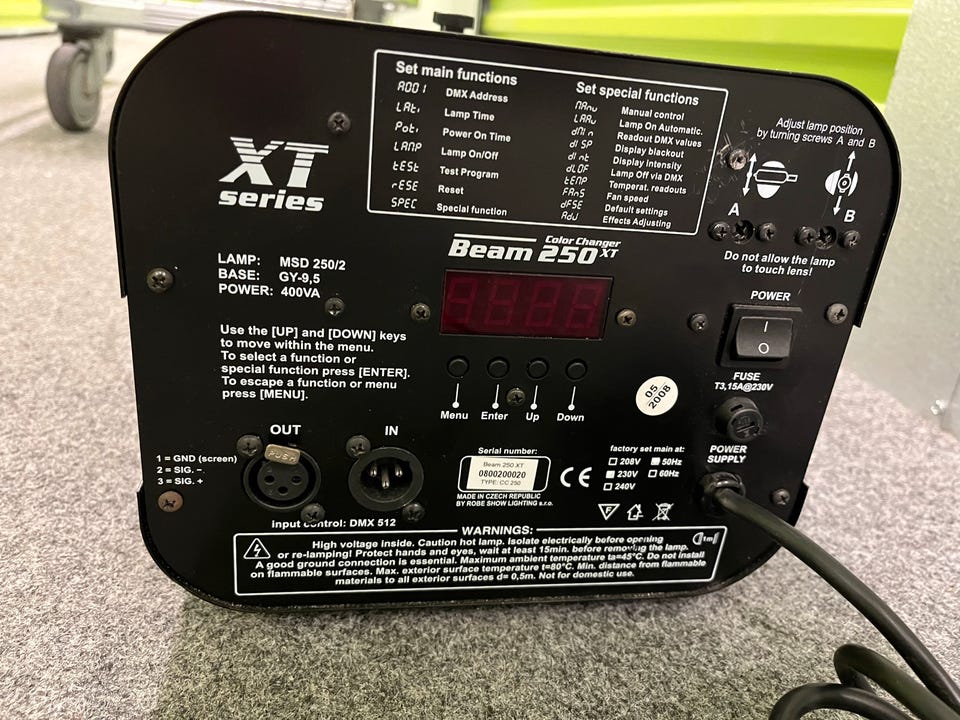 Set main functions
A001 DMX Address
LAti Lamp Time
Poti Power On Time
LAMP Lamp On/Off
tESt Test Program
rESE Reset
SPEC Special function
Set special functions
MAnu Manual control
LAAu Lamp On Automatic.
dMin Readout DMX values
diSP Display blackout
dint Display intensity
dLOF Lamp Off via DMX
tEMP Temperat. readouts
FAnS Fan speed
dFSE Default settings
AdJ Effects Adjusting
Adjust lamp position
by turning screws A and B
A
B
Do not allow the lamp
to touch lens!
XT
series
Color Changer
Beam 250 XT
LAMP: MSD 250/2
BASE: GY-9,5
POWER: 400VA
Use the [UP] and [DOWN] keys
to move within the menu.
To select a function or
special function press [ENTER].
To escape a function or menu
press [MENU].
Menu Enter Up Down
POWER
I
O
FUSE
T3,15A@230V
05
2008
POWER
SUPPLY
OUT
PUSH
IN
1 = GND (screen)
2 = SIG. -
3 = SIG. +
input control: DMX 512
Serial number:
Beam 250 XT
0800200020
TYPE: CC 250
MADE IN CZECH REPUBLIC
BY ROBE SHOW LIGHTING s.r.o.
CE
factory set main at:
208V 50Hz
230V 60Hz
240V
F
WARNINGS:
High voltage inside. Caution hot lamp. Isolate electrically before opening
or re-lamping! Protect hands and eyes, wait at least 15min. before removing the lamp.
A good ground connection is essential. Maximum ambient temperature ta=45°C. Do not install
on flammable surfaces. Max. exterior surface temperature t=80°C. Min. distance from flammable
materials to all exterior surfaces d= 0,5m. Not for domestic use.
1m